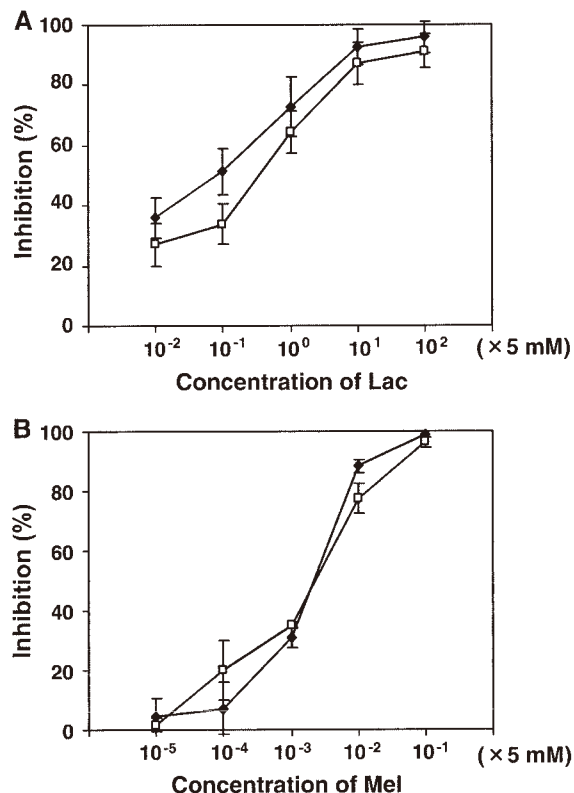 A
100
80
60
40
20
0
Inhibition (%)
10-2 10-1 100 101 102 (×5 mM)
Concentration of Lac
B
100
80
60
40
20
0
Inhibition (%)
10-5 10-4 10-3 10-2 10-1 (×5 mM)
Concentration of Mel